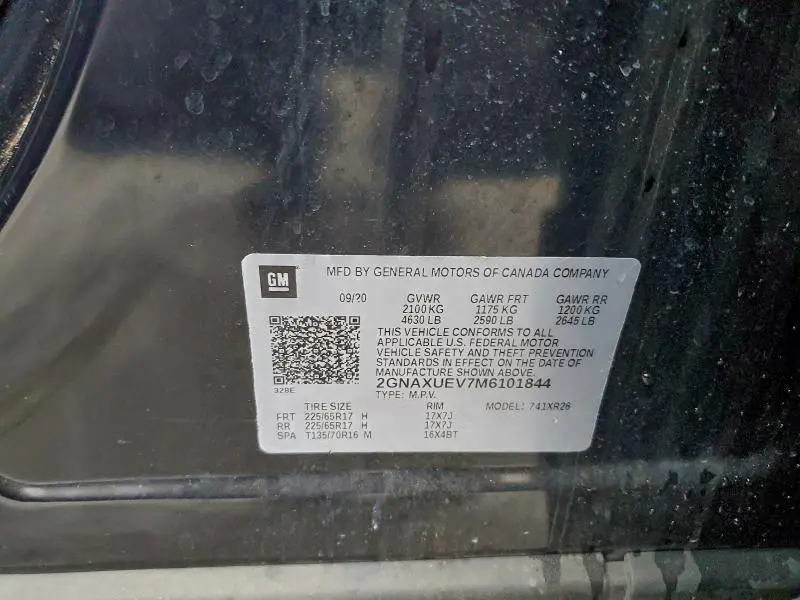 GM MFD BY GENERAL MOTORS OF CANADA COMPANY
09/20 GVWR GAWR FRT GAWR RR
2100 KG 1175 KG 1200 KG
4630 LB 2590 LB 2645 LB
THIS VEHICLE CONFORMS TO ALL
APPLICABLE U.S. FEDERAL MOTOR
VEHICLE SAFETY AND THEFT PREVENTION
STANDARDS IN EFFECT ON THE DATE OF
MANUFACTURE SHOWN ABOVE.
2GNAXUEV7M6101844
328E TYPE: M.P.V.
TIRE SIZE RIM MODEL: 741XR26
FRT 225/65R17 H 17X7J
RR 225/65R17 H 17X7J
SPA T135/70R16 M 16X4BT